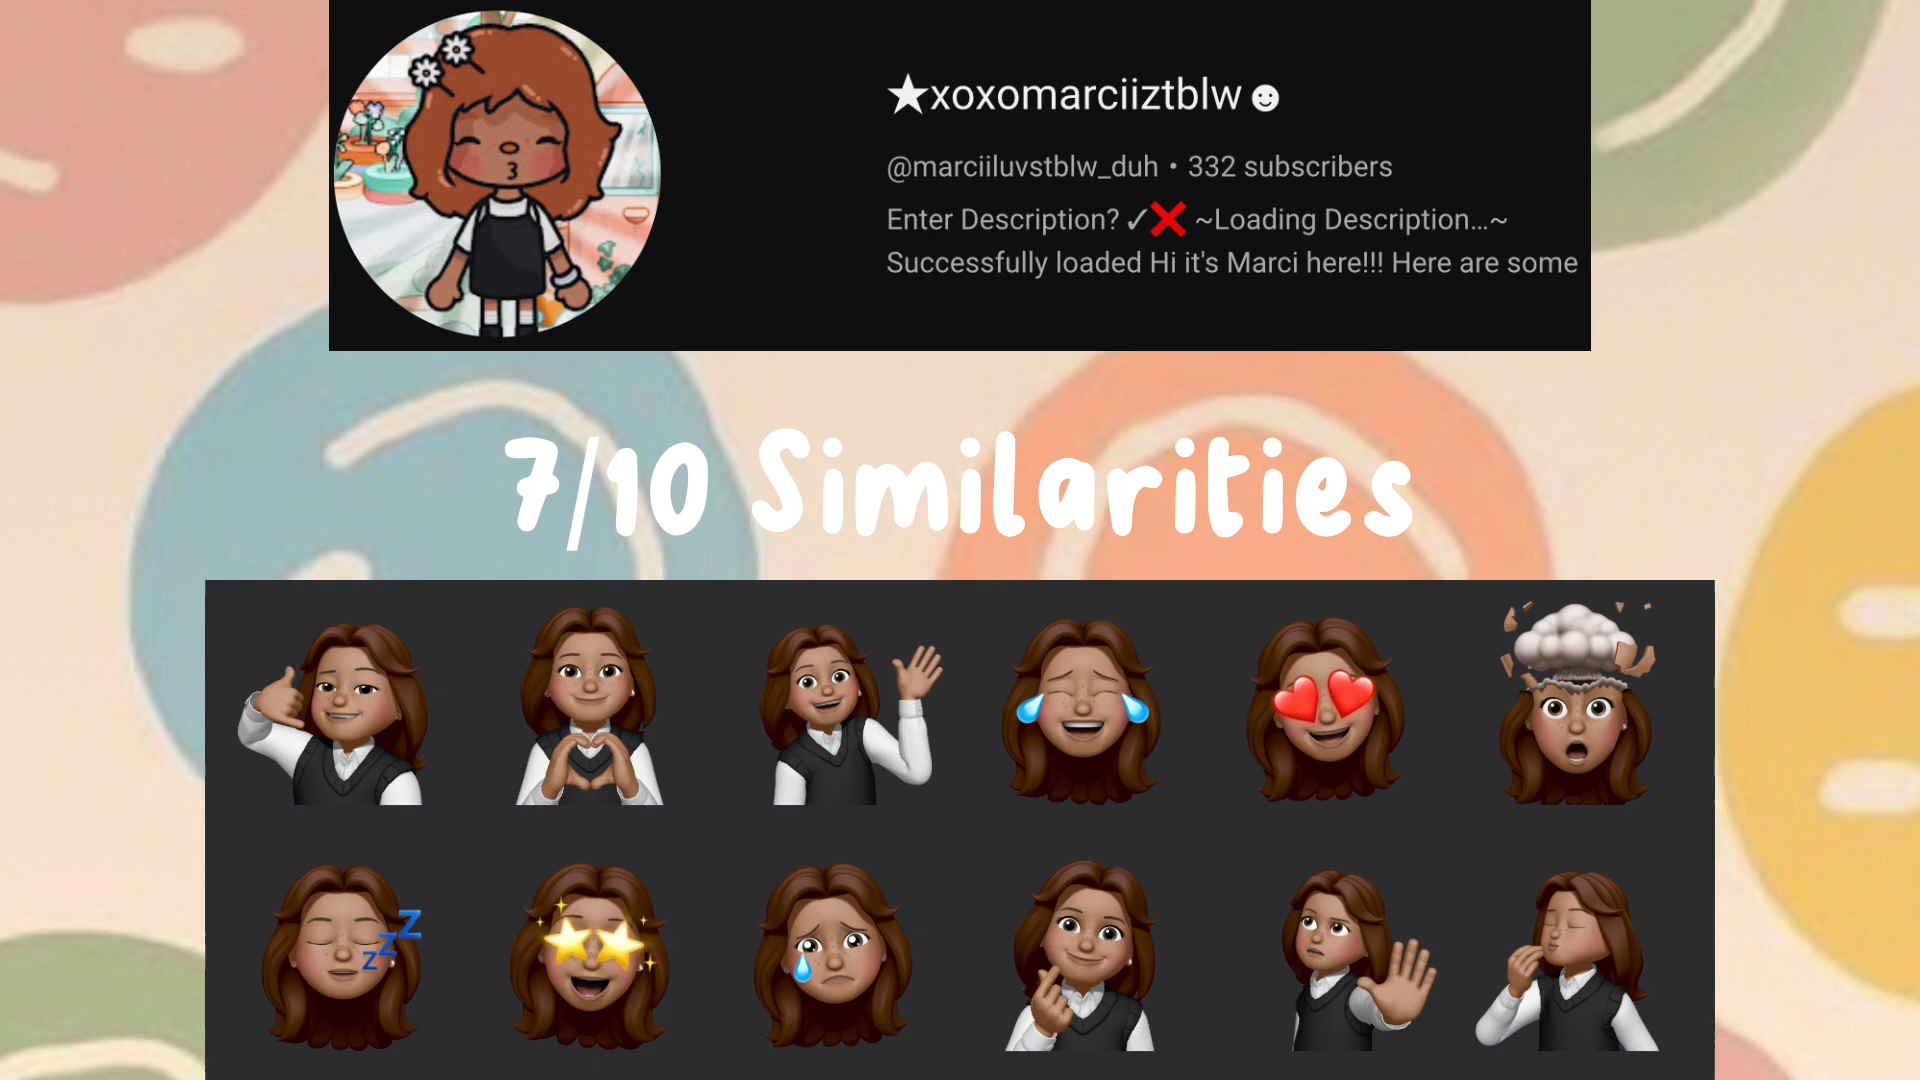 ★xoxomarciiztblw☻
@marciiluvstblw_duh • 332 subscribers
Enter Description? ✓❌ ~Loading Description...~
Successfully loaded Hi it's Marci here!!! Here are some
7/10 Similarities
zzZ